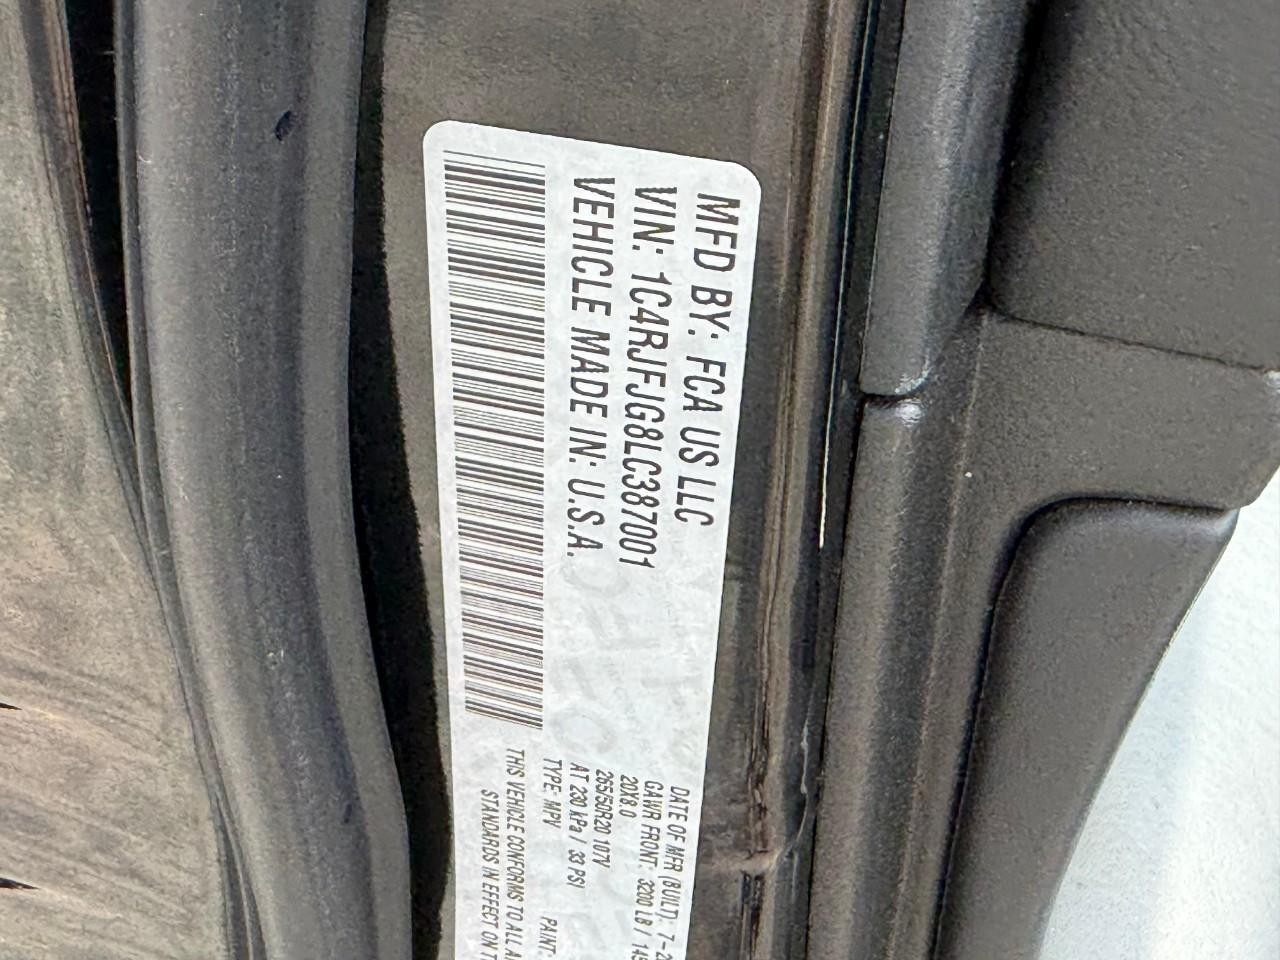 MFD BY: FCA US LLC
VIN: 1C4RJFJG8LC387001
VEHICLE MADE IN: U.S.A.
DATE OF MFR (BUILT): 7-2
GAWR FRONT: 3200 LB / 145
20X8.0
265/50R20 107V
AT 230 kPa / 33 PSI
TYPE: MPV PAINT:
THIS VEHICLE CONFORMS TO ALL A
STANDARDS IN EFFECT ON T